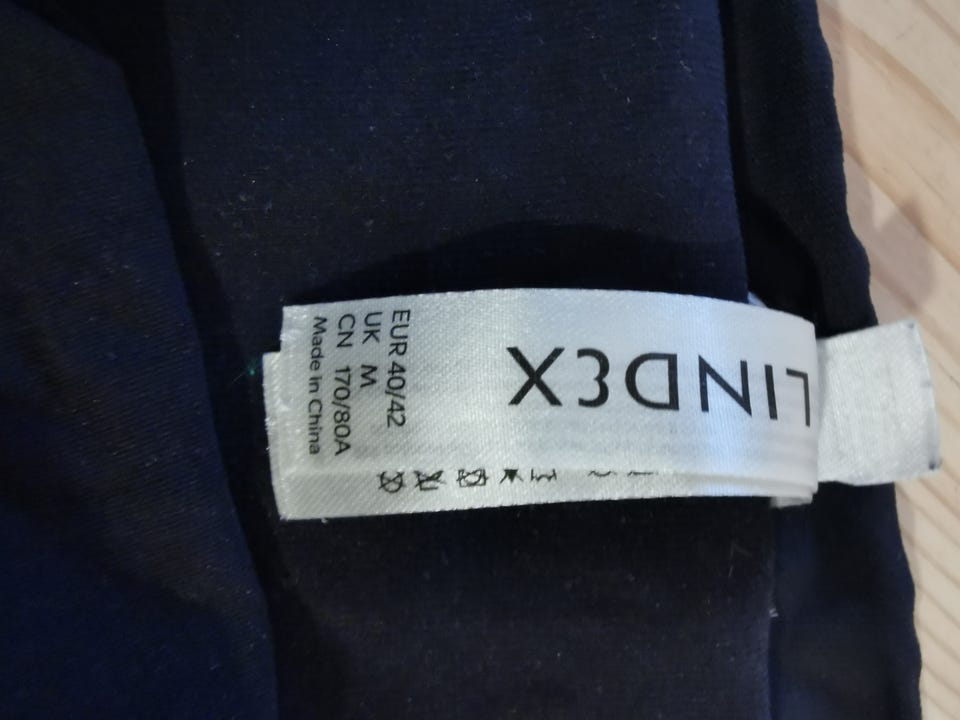 LINDEX
EUR 40/42
UK M
CN 170/80A
Made in China